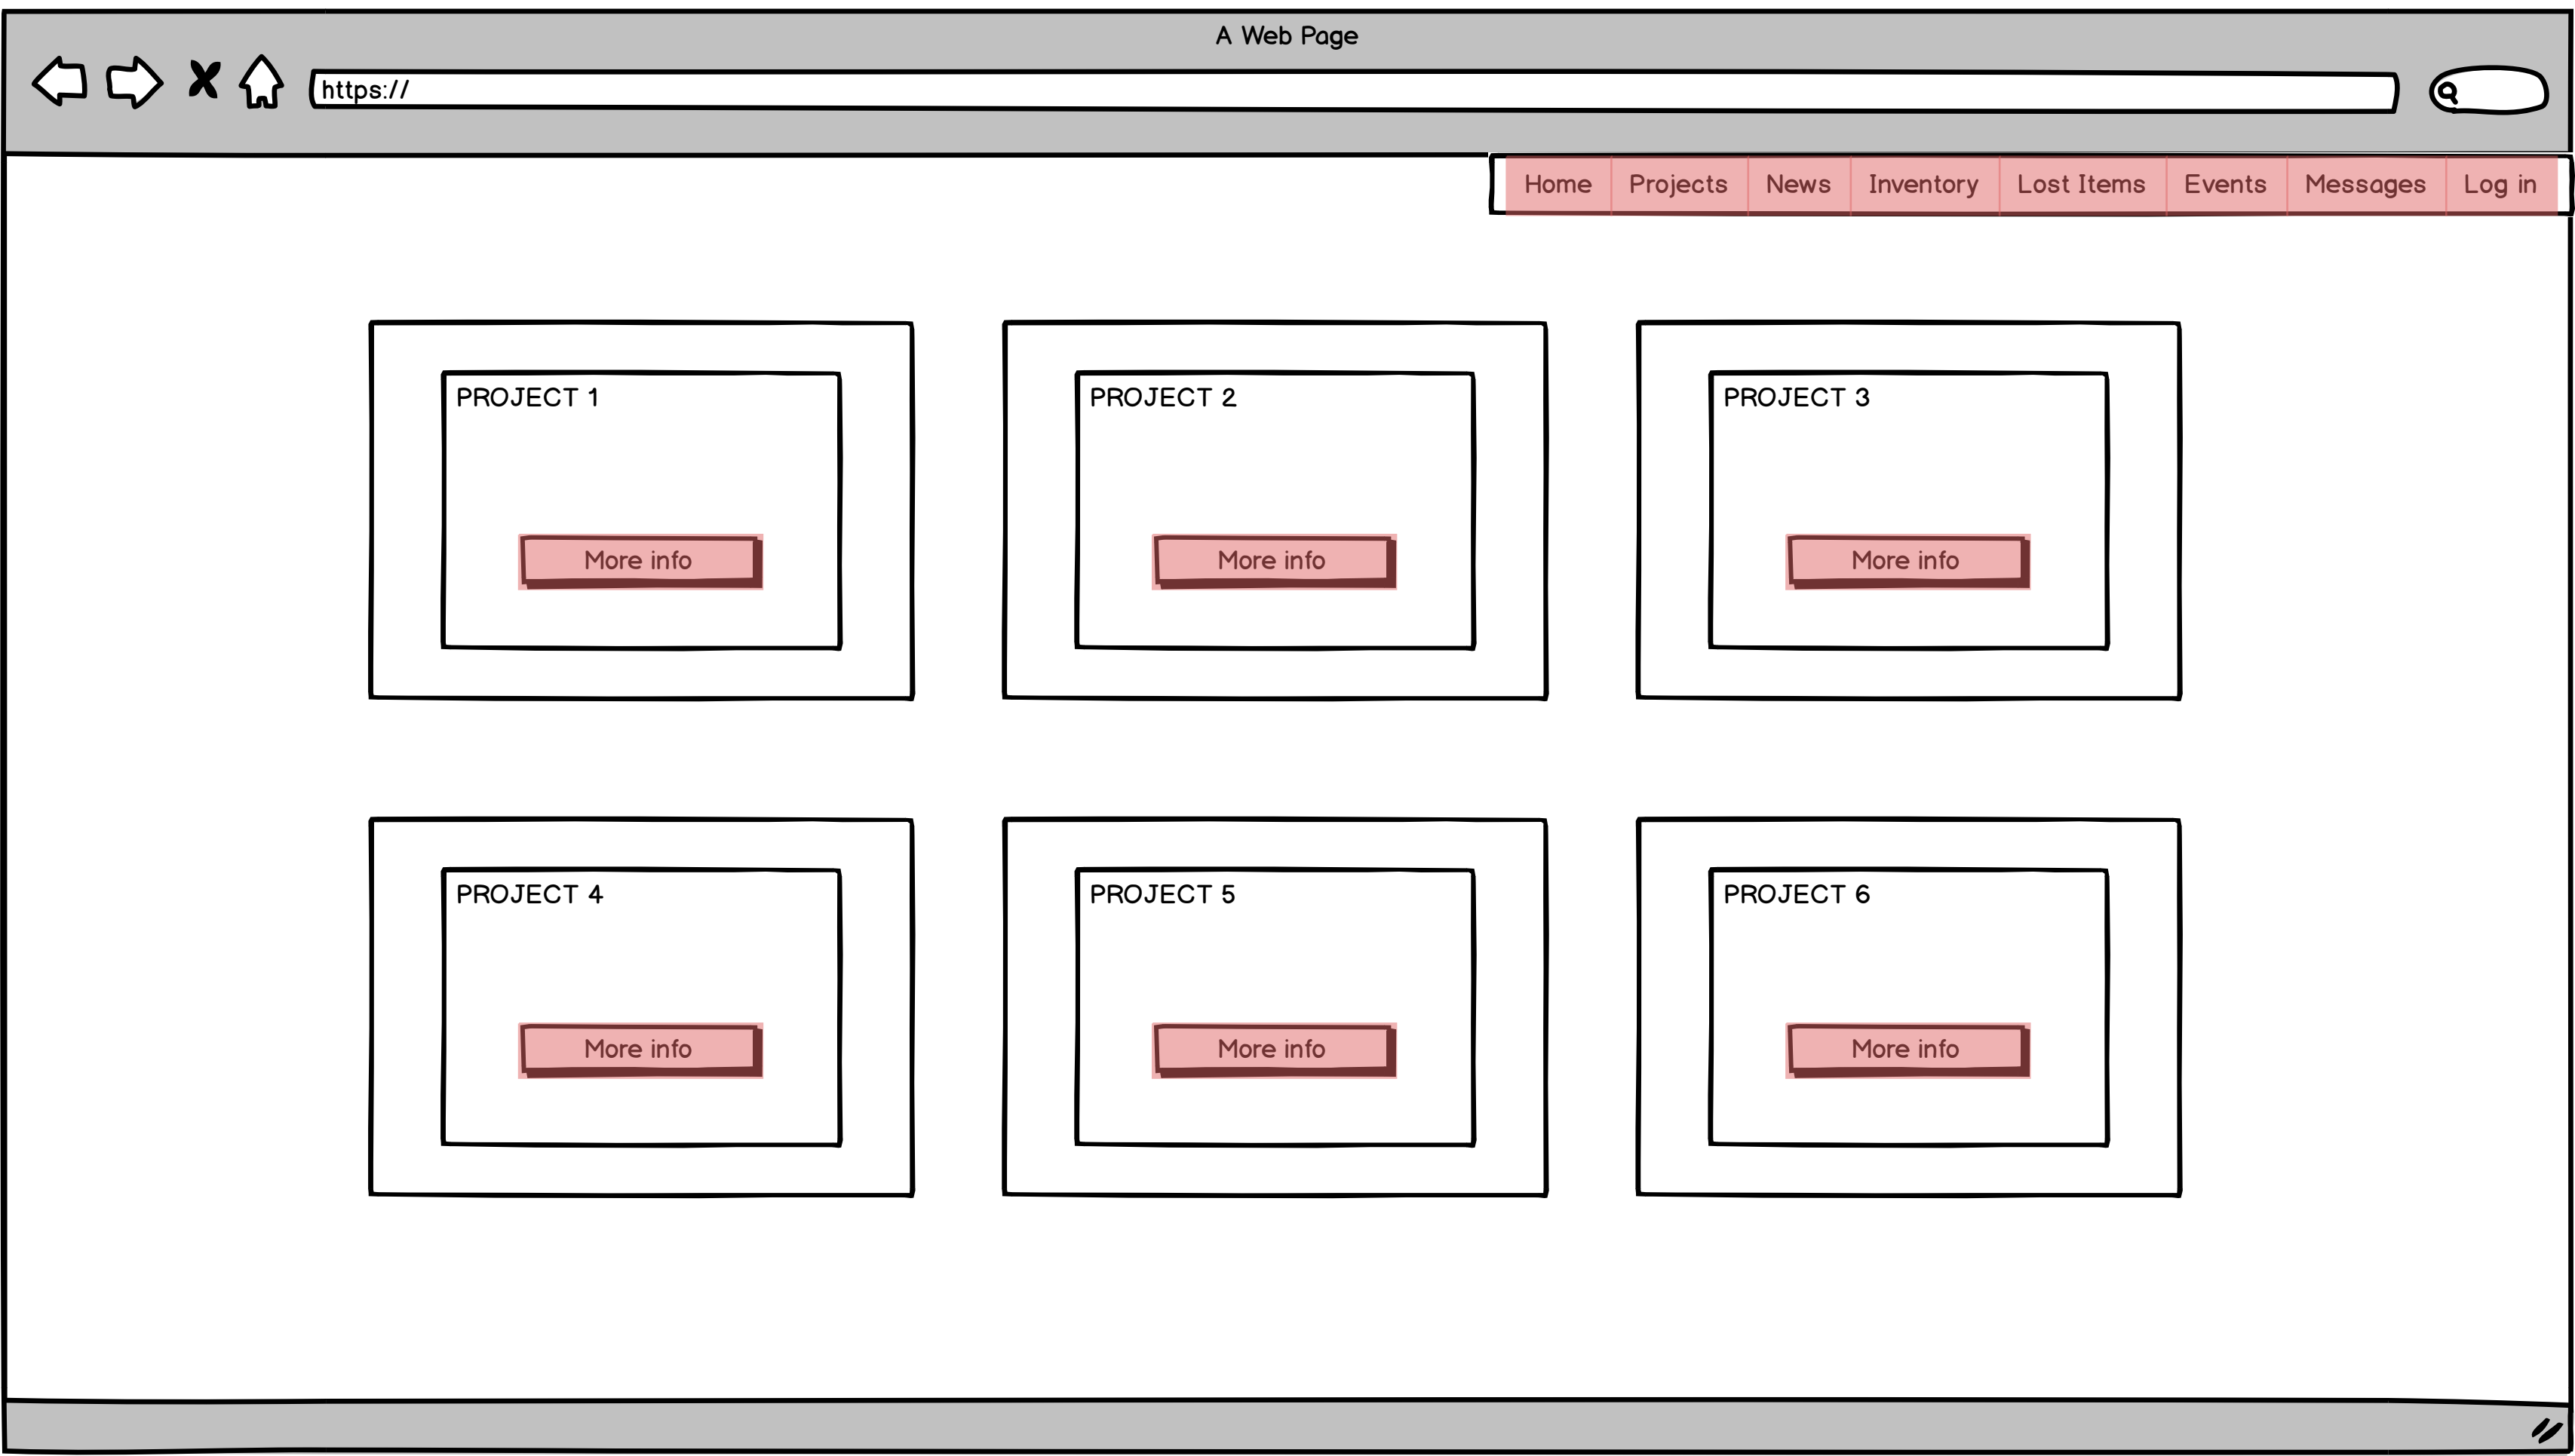 A Web Page
https://
Home Projects News Inventory Lost Items Events Messages Log in
PROJECT 1 PROJECT 2 PROJECT 3
More info More info More info
PROJECT 4 PROJECT 5 PROJECT 6
More info More info More info